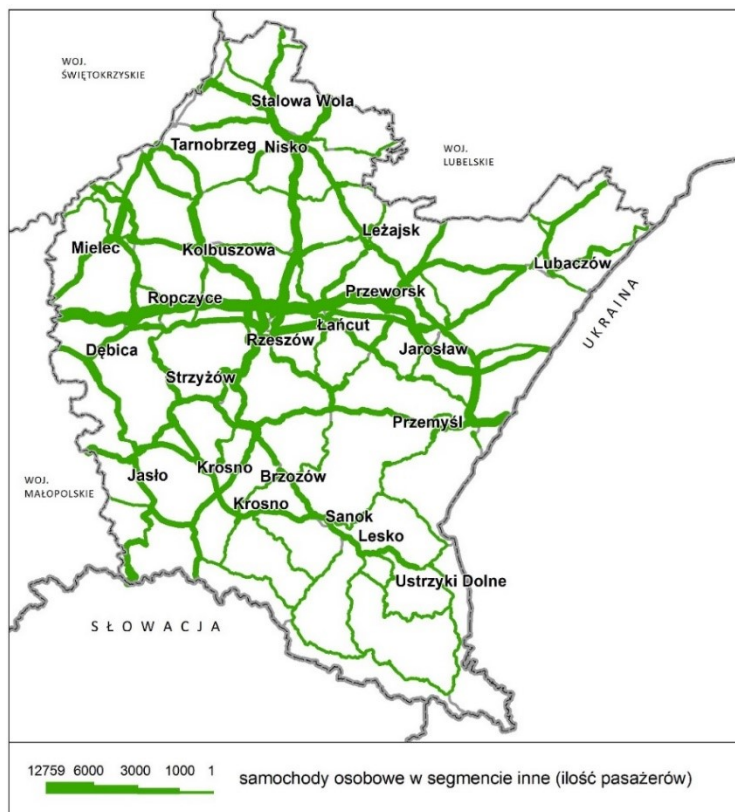 WOJ.
ŚWIĘTOKRZYSKIE
Stalowa Wola
Tarnobrzeg
Nisko
WOJ.
LUBELSKIE
Leżajsk
Mielec
Kolbuszowa
Lubaczów
Ropczyce
Przeworsk
UKRAINA
Rzeszów
Łańcut
Dębica
Jarosław
Strzyżów
Przemyśl
WOJ.
MAŁOPOLSKIE
Jasło
Krosno
Brzozów
Krosno
Sanok
Lesko
Ustrzyki Dolne
SŁOWACJA
12759 6000 3000 1000 1
samochody osobowe w segmencie inne (ilość pasażerów)